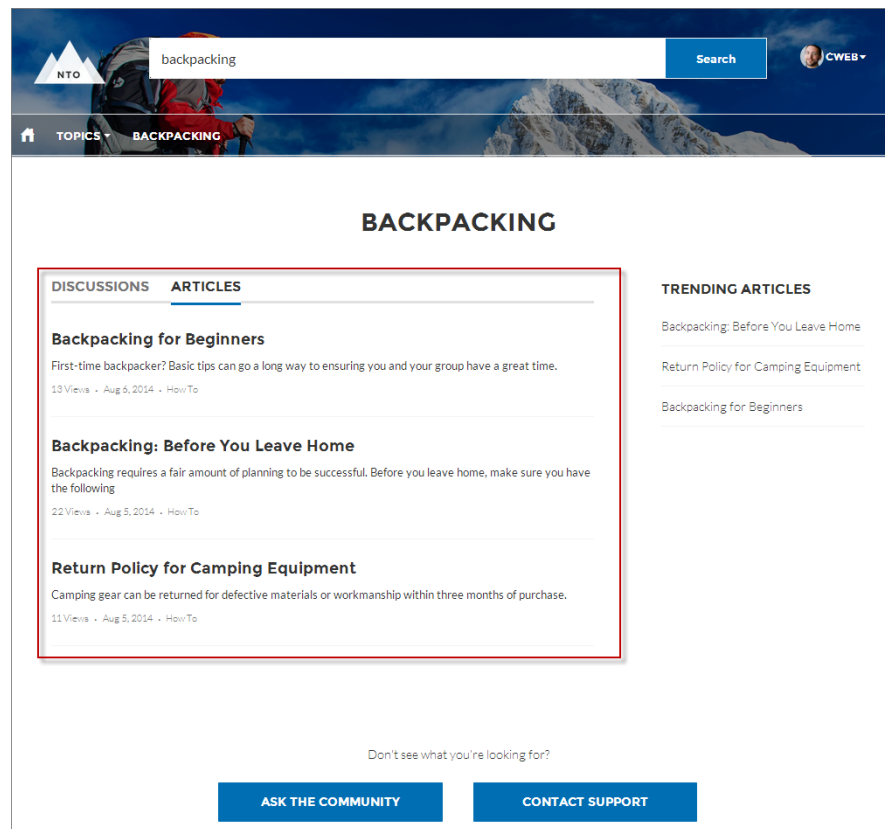 backpacking
Search
CWEB
NTO
TOPICS
BACKPACKING
BACKPACKING
DISCUSSIONS ARTICLES
Backpacking for Beginners
First-time backpacker? Basic tips can go a long way to ensuring you and your group have a great time.
13 Views • Aug 6, 2014 • How To
Backpacking: Before You Leave Home
Backpacking requires a fair amount of planning to be successful. Before you leave home, make sure you have
the following
22 Views • Aug 5, 2014 • How To
Return Policy for Camping Equipment
Camping gear can be returned for defective materials or workmanship within three months of purchase.
11 Views • Aug 5, 2014 • How To
TRENDING ARTICLES
Backpacking: Before You Leave Home
Return Policy for Camping Equipment
Backpacking for Beginners
Don't see what you're looking for?
ASK THE COMMUNITY
CONTACT SUPPORT